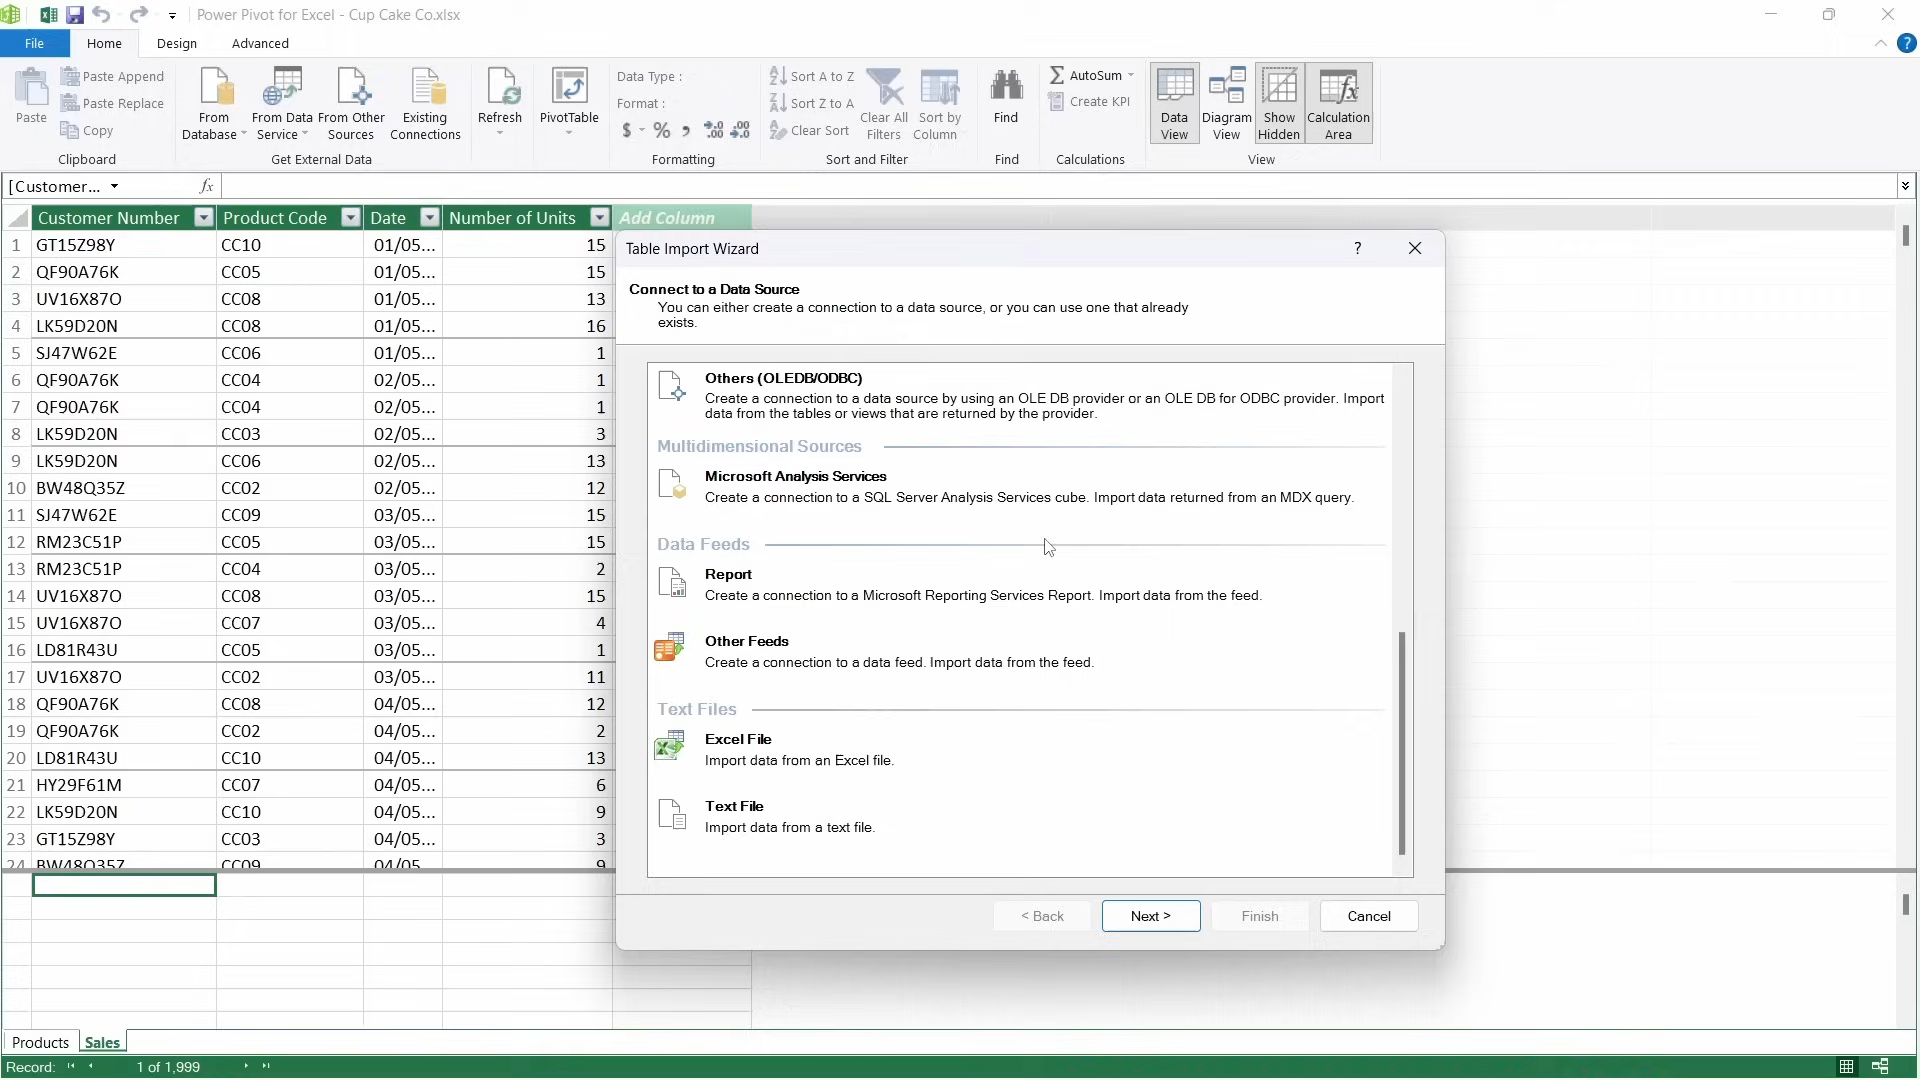 Power Pivot for Excel - Cup Cake Co.xlsx
File Home Design Advanced
Paste
Paste Append
Paste Replace
Copy
Clipboard
From Database
From Data Service
From Other Sources
Existing Connections
Get External Data
Refresh
PivotTable
Data Type :
Format :
$ % ,
Formatting
Sort A to Z
Sort Z to A
Clear Sort
Clear All Filters
Sort by Column
Sort and Filter
Find
Find
AutoSum
Create KPI
Calculations
Data View
Diagram View
Show Hidden
Calculation Area
View
[Customer... fx
Customer Number Product Code Date Number of Units Add Column
1 GT15Z98Y CC10 01/05... 15
2 QF90A76K CC05 01/05... 15
3 UV16X87O CC08 01/05... 13
4 LK59D20N CC08 01/05... 16
5 SJ47W62E CC06 01/05... 1
6 QF90A76K CC04 02/05... 1
7 QF90A76K CC04 02/05... 1
8 LK59D20N CC03 02/05... 3
9 LK59D20N CC06 02/05... 13
10 BW48Q35Z CC02 02/05... 12
11 SJ47W62E CC09 03/05... 15
12 RM23C51P CC05 03/05... 15
13 RM23C51P CC04 03/05... 2
14 UV16X87O CC08 03/05... 15
15 UV16X87O CC07 03/05... 4
16 LD81R43U CC05 03/05... 1
17 UV16X87O CC02 03/05... 11
18 QF90A76K CC08 04/05... 12
19 QF90A76K CC02 04/05... 2
20 LD81R43U CC10 04/05... 13
21 HY29F61M CC07 04/05... 6
22 LK59D20N CC10 04/05... 9
23 GT15Z98Y CC03 04/05... 3
24 BW48Q35Z CC09 04/05 9
Table Import Wizard ?
Connect to a Data Source
You can either create a connection to a data source, or you can use one that already
exists.
Others (OLEDB/ODBC)
Create a connection to a data source by using an OLE DB provider or an OLE DB for ODBC provider. Import
data from the tables or views that are returned by the provider.
Multidimensional Sources
Microsoft Analysis Services
Create a connection to a SQL Server Analysis Services cube. Import data returned from an MDX query.
Data Feeds
Report
Create a connection to a Microsoft Reporting Services Report. Import data from the feed.
Other Feeds
Create a connection to a data feed. Import data from the feed.
Text Files
Excel File
Import data from an Excel file.
Text File
Import data from a text file.
< Back Next > Finish Cancel
Products Sales
Record: 1 of 1,999